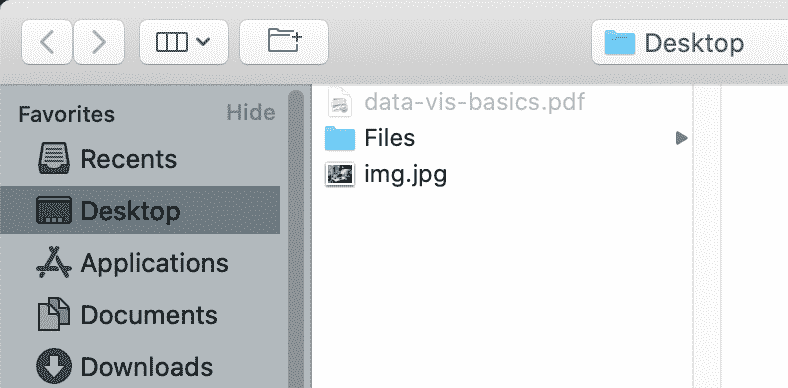 Desktop
Favorites Hide
Recents
Desktop
Applications
Documents
Downloads
data-vis-basics.pdf
Files
img.jpg